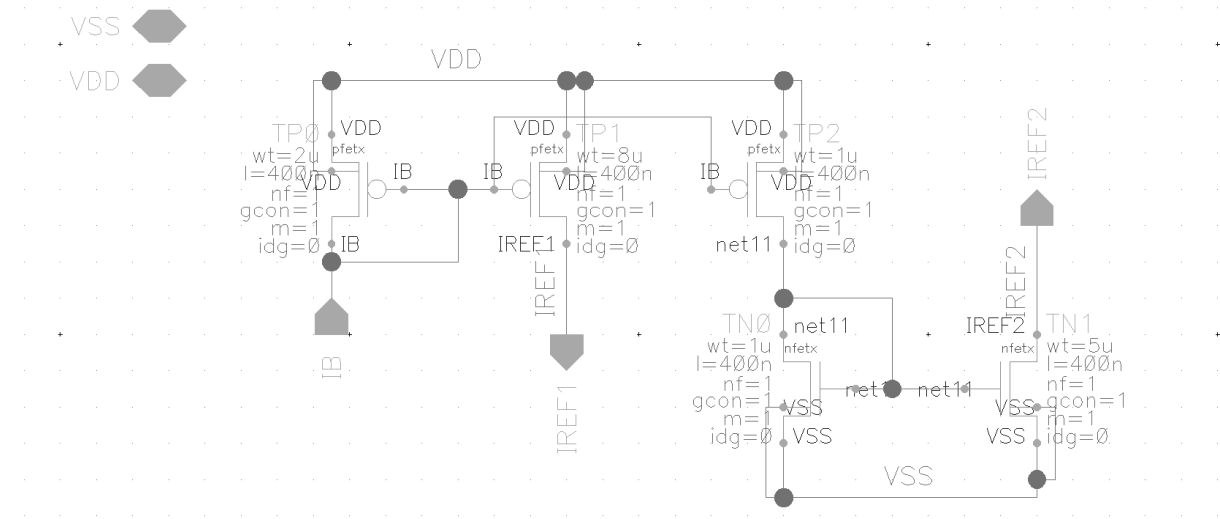 VSS
VDD
VDD
TP0
VDD
pfetx
wt=2u
l=400n
VDD
IB
nf=1
gcon=1
m=1
idg=0
IB
IB
VDD
TP1
pfetx
wt=8u
l=400n
IB
VDD
nf=1
gcon=1
m=1
idg=0
IREF1
IREF1
IREF1
VDD
TP2
pfetx
wt=1u
l=400n
IB
VDD
nf=1
gcon=1
m=1
idg=0
net11
IREF2
IREF2
TN0
net11
nfetx
wt=1u
l=400n
nf=1
net11
gcon=1
VSS
m=1
idg=0
VSS
IREF2
TN1
nfetx
wt=5u
l=400n
nf=1
net11
gcon=1
VSS
m=1
idg=0
VSS
VSS